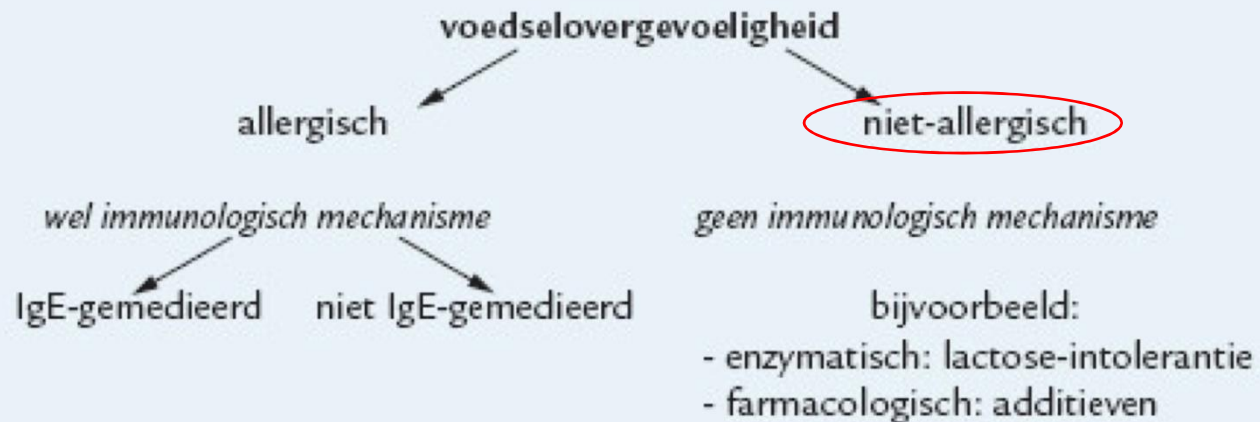 voedselovergevoeligheid
allergisch
niet-allergisch
wel immunologisch mechanisme
geen immunologisch mechanisme
IgE-gemedieerd
niet IgE-gemedieerd
bijvoorbeeld:
- enzymatisch: lactose-intolerantie
- farmacologisch: additieven